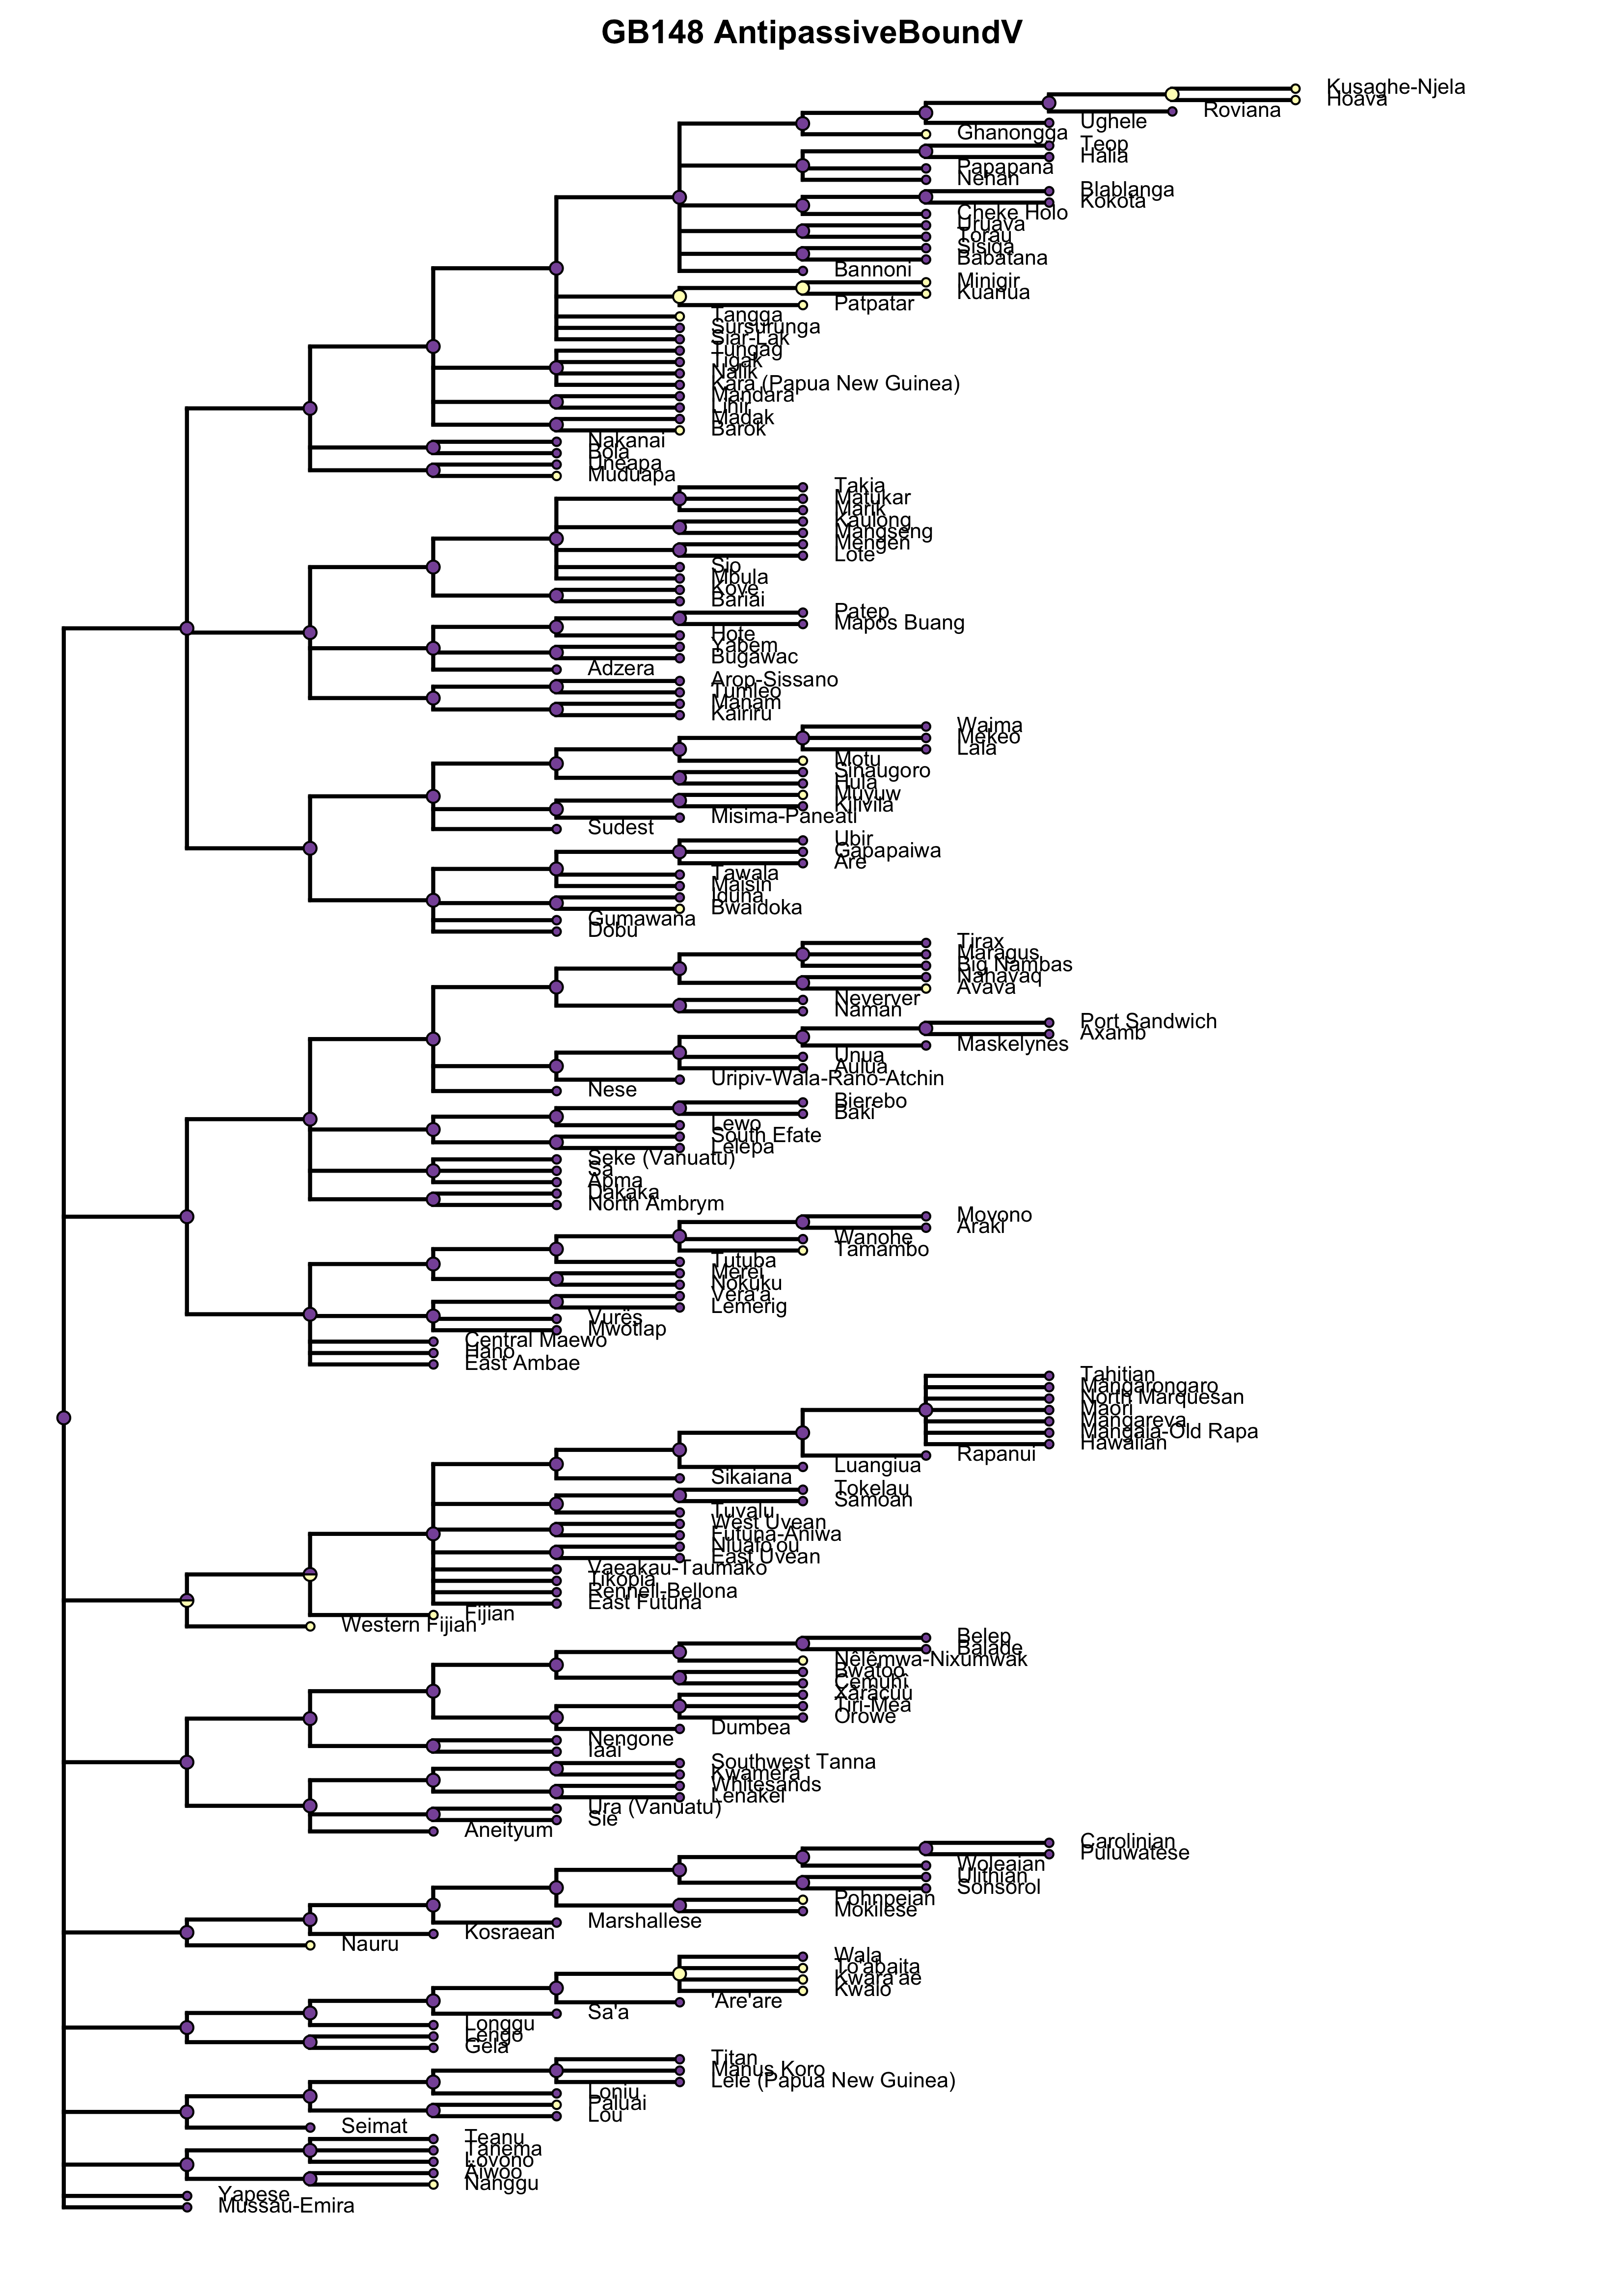 GB148 AntipassiveBoundV
Kusaghe-Njela
Hoava
Roviana
Ughele
Ghanongga
Teop
Halia
Papapana
Nehan
Blablanga
Kokota
Cheke Holo
Uruava
Torau
Sisiqa
Babatana
Bannoni
Minigir
Kuanua
Patpatar
Tangga
Sursurunga
Siar-Lak
Tungag
Tigak
Nalik
Kara (Papua New Guinea)
Mandara
Lihir
Madak
Barok
Nakanai
Bola
Uneapa
Muduapa
Takia
Matukar
Marik
Kaulong
Mangseng
Mengen
Lote
Sio
Mbula
Kove
Bariai
Patep
Mapos Buang
Hote
Yabem
Bugawac
Adzera
Arop-Sissano
Tumleo
Manam
Kairiru
Waima
Mekeo
Lala
Motu
Sinaugoro
Hula
Muyuw
Kilivila
Misima-Paneati
Sudest
Ubir
Gapapaiwa
Are
Tawala
Maisin
Iduna
Bwaidoka
Gumawana
Dobu
Tirax
Maragus
Big Nambas
Nahavaq
Avava
Neverver
Naman
Port Sandwich
Axamb
Maskelynes
Unua
Aulua
Uripiv-Wala-Rano-Atchin
Nese
Bierebo
Baki
Lewo
South Efate
Lelepa
Seke (Vanuatu)
Sa
Apma
Dakaka
North Ambrym
Movono
Araki
Wanohe
Tamambo
Tutuba
Merei
Nokuku
Vera'a
Lemerig
Vurës
Mwotlap
Central Maewo
Hano
East Ambae
Tahitian
Mangarongaro
North Marquesan
Maori
Mangareva
Mangaia-Old Rapa
Hawaiian
Rapanui
Luangiua
Sikaiana
Tokelau
Samoan
Tuvalu
West Uvean
Futuna-Aniwa
Niuafo'ou
East Uvean
Vaeakau-Taumako
Tikopia
Rennell-Bellona
East Futuna
Fijian
Western Fijian
Belep
Balade
Nêlêmwa-Nixumwak
Bwatoo
Cemuhî
Xârâcùù
Tiri-Mea
Orowe
Dumbea
Nengone
Iaai
Southwest Tanna
Kwamera
Whitesands
Lenakel
Ura (Vanuatu)
Sie
Aneityum
Carolinian
Puluwatese
Woleaian
Ulithian
Sonsorol
Pohnpeian
Mokilese
Marshallese
Kosraean
Nauru
Wala
To'abaita
Kwara'ae
Kwaio
'Are'are
Sa'a
Longgu
Lengo
Gela
Titan
Manus Koro
Lele (Papua New Guinea)
Loniu
Paluai
Lou
Seimat
Teanu
Tanema
Lovono
Äiwoo
Nanggu
Yapese
Mussau-Emira